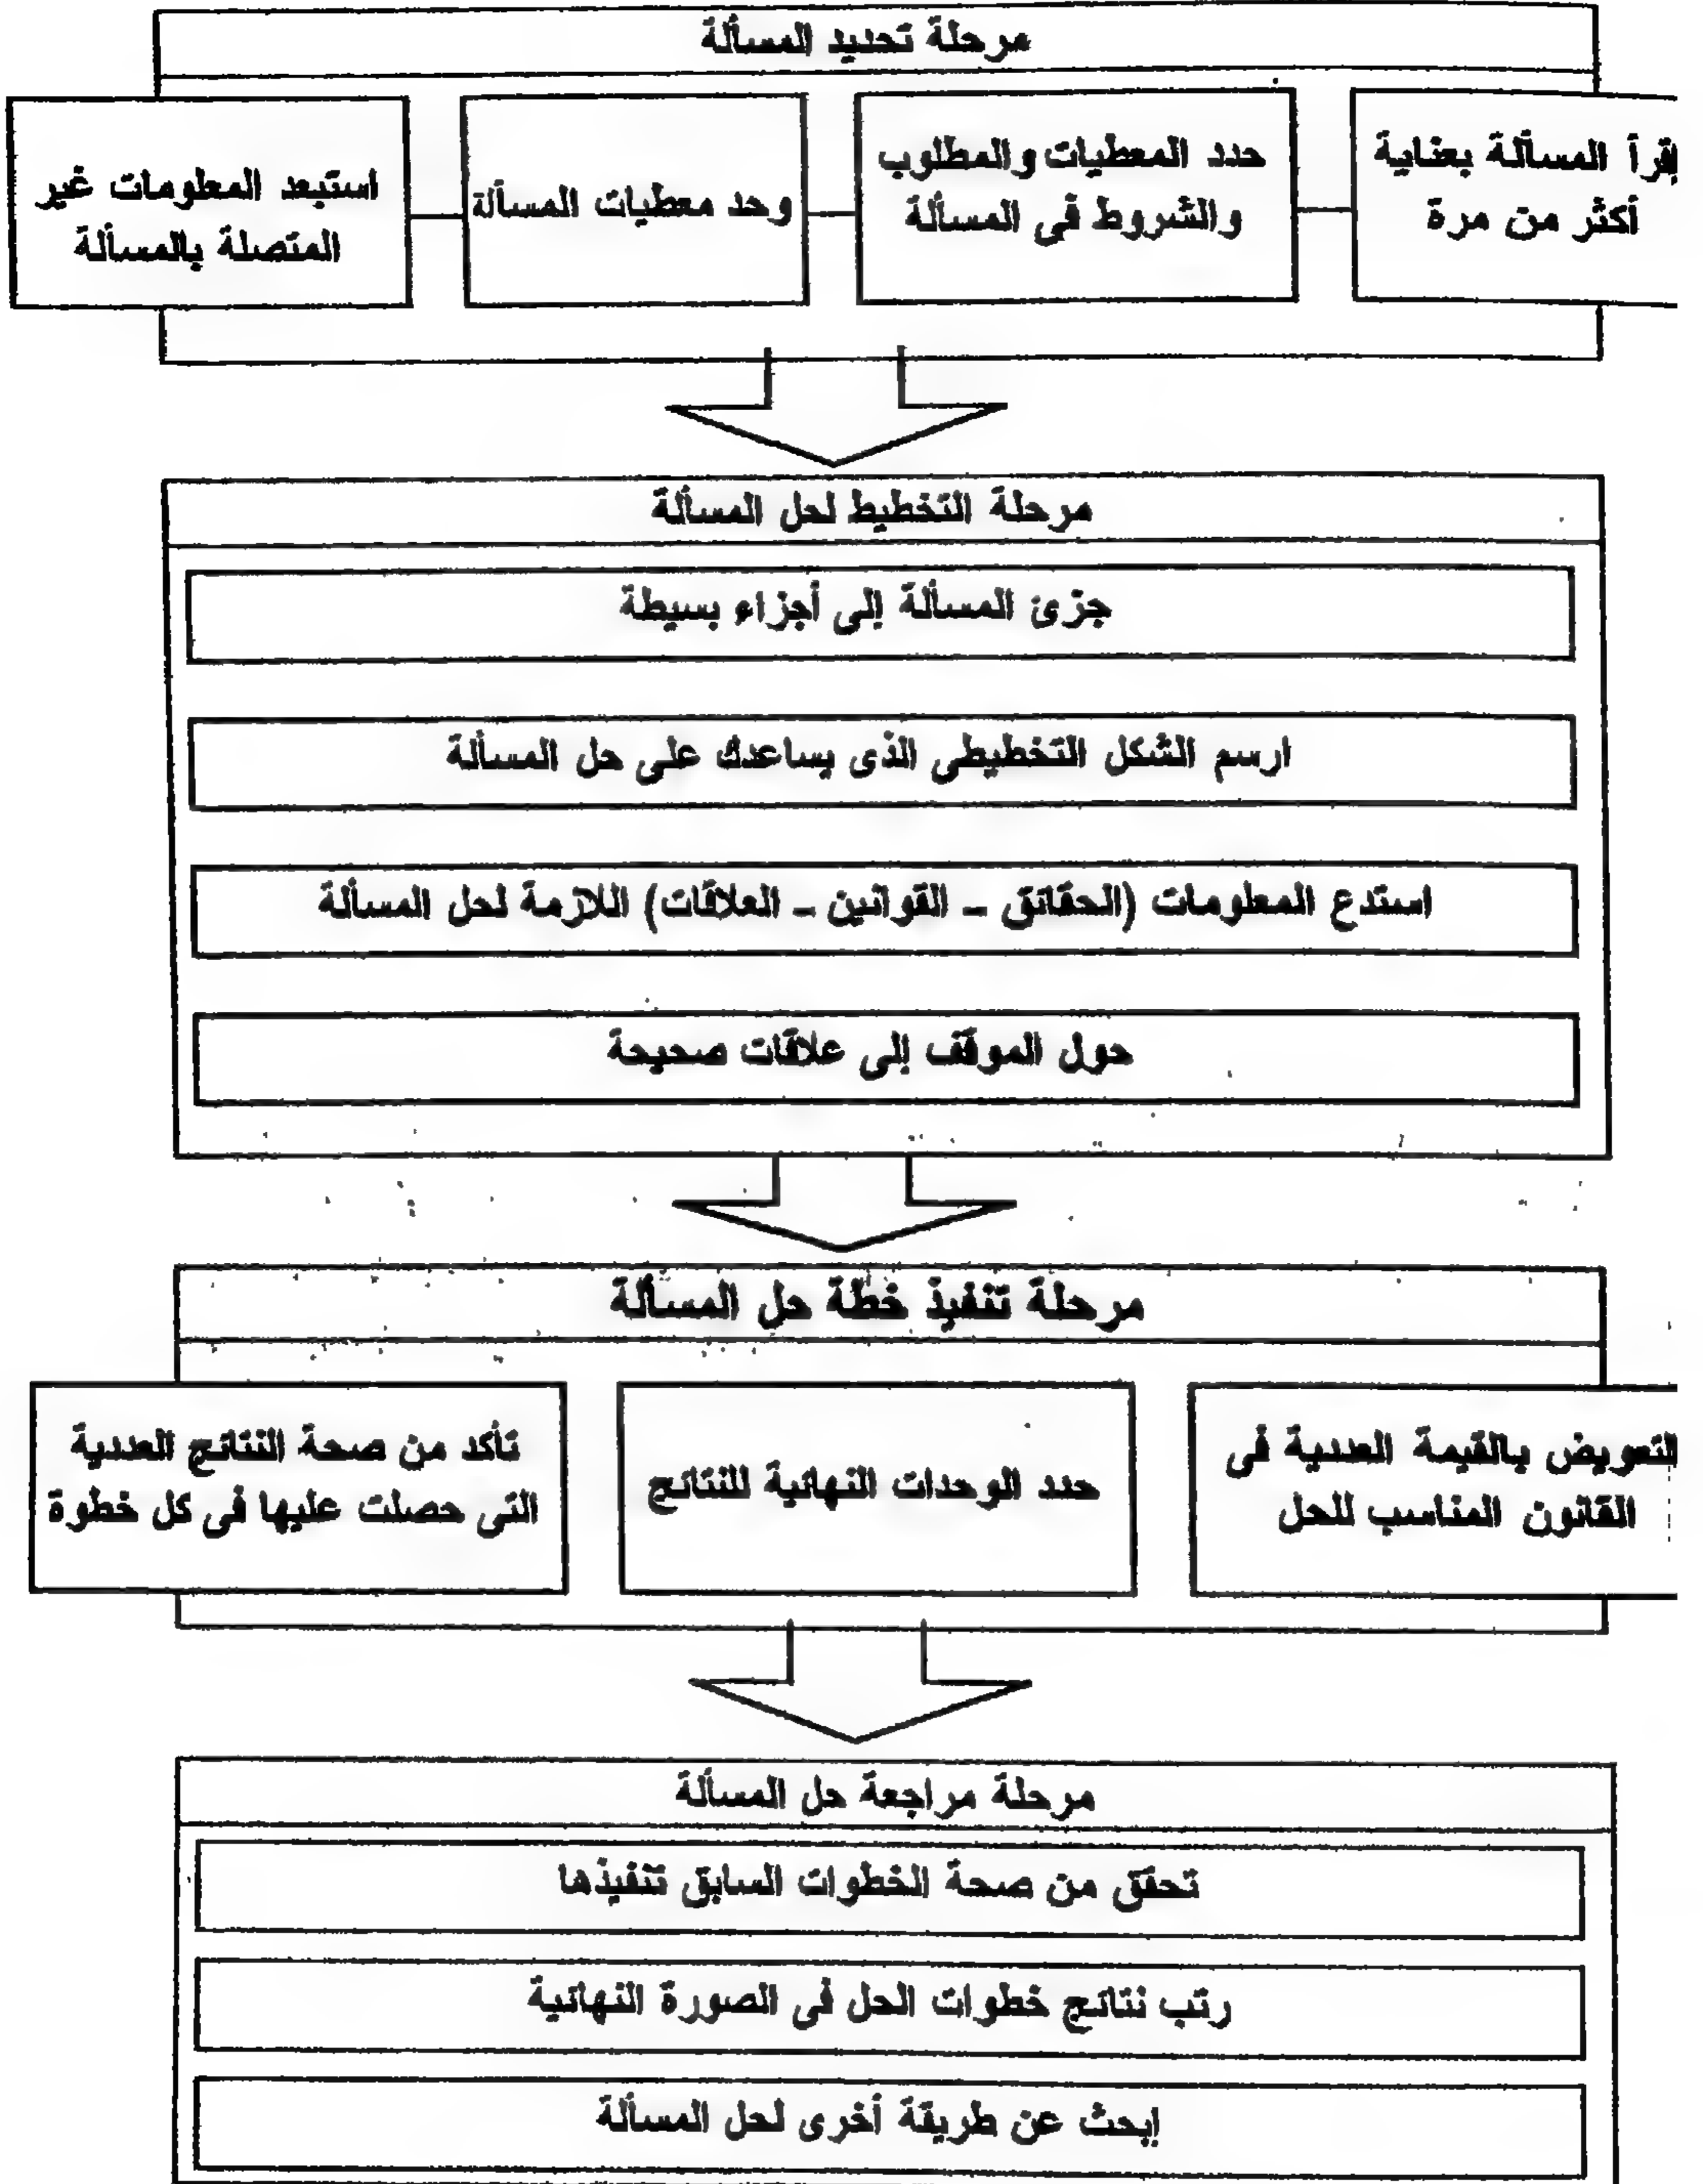 مرحلة تحديد المسألة
إقرأ المسألة بعناية
أكثر من مرة
حدد المعطيات والمطلوب
والشروط فى المسألة
وحد معطيات المسألة
استبعد المعلومات غير
المتصلة بالمسألة
مرحلة التخطيط لحل المسألة
جزئ المسألة إلى أجزاء بسيطة
ارسم الشكل التخطيطى الذى يساعدك على حل المسألة
استدع المعلومات (الحقائق – القوانين – العلاقات) اللازمة لحل المسألة
حول الموقف إلى علاقات صحيحة
مرحلة تنفيذ خطة حل المسألة
التعويض بالقيمة العددية فى
القانون المناسب للحل
حدد الوحدات النهائية للنتائج
تأكد من صحة النتائج العددية
التى حصلت عليها فى كل خطوة
مرحلة مراجعة حل المسألة
تحقق من صحة الخطوات السابق تنفيذها
رتب نتائج خطوات الحل فى الصورة النهائية
إبحث عن طريقة أخرى لحل المسألة